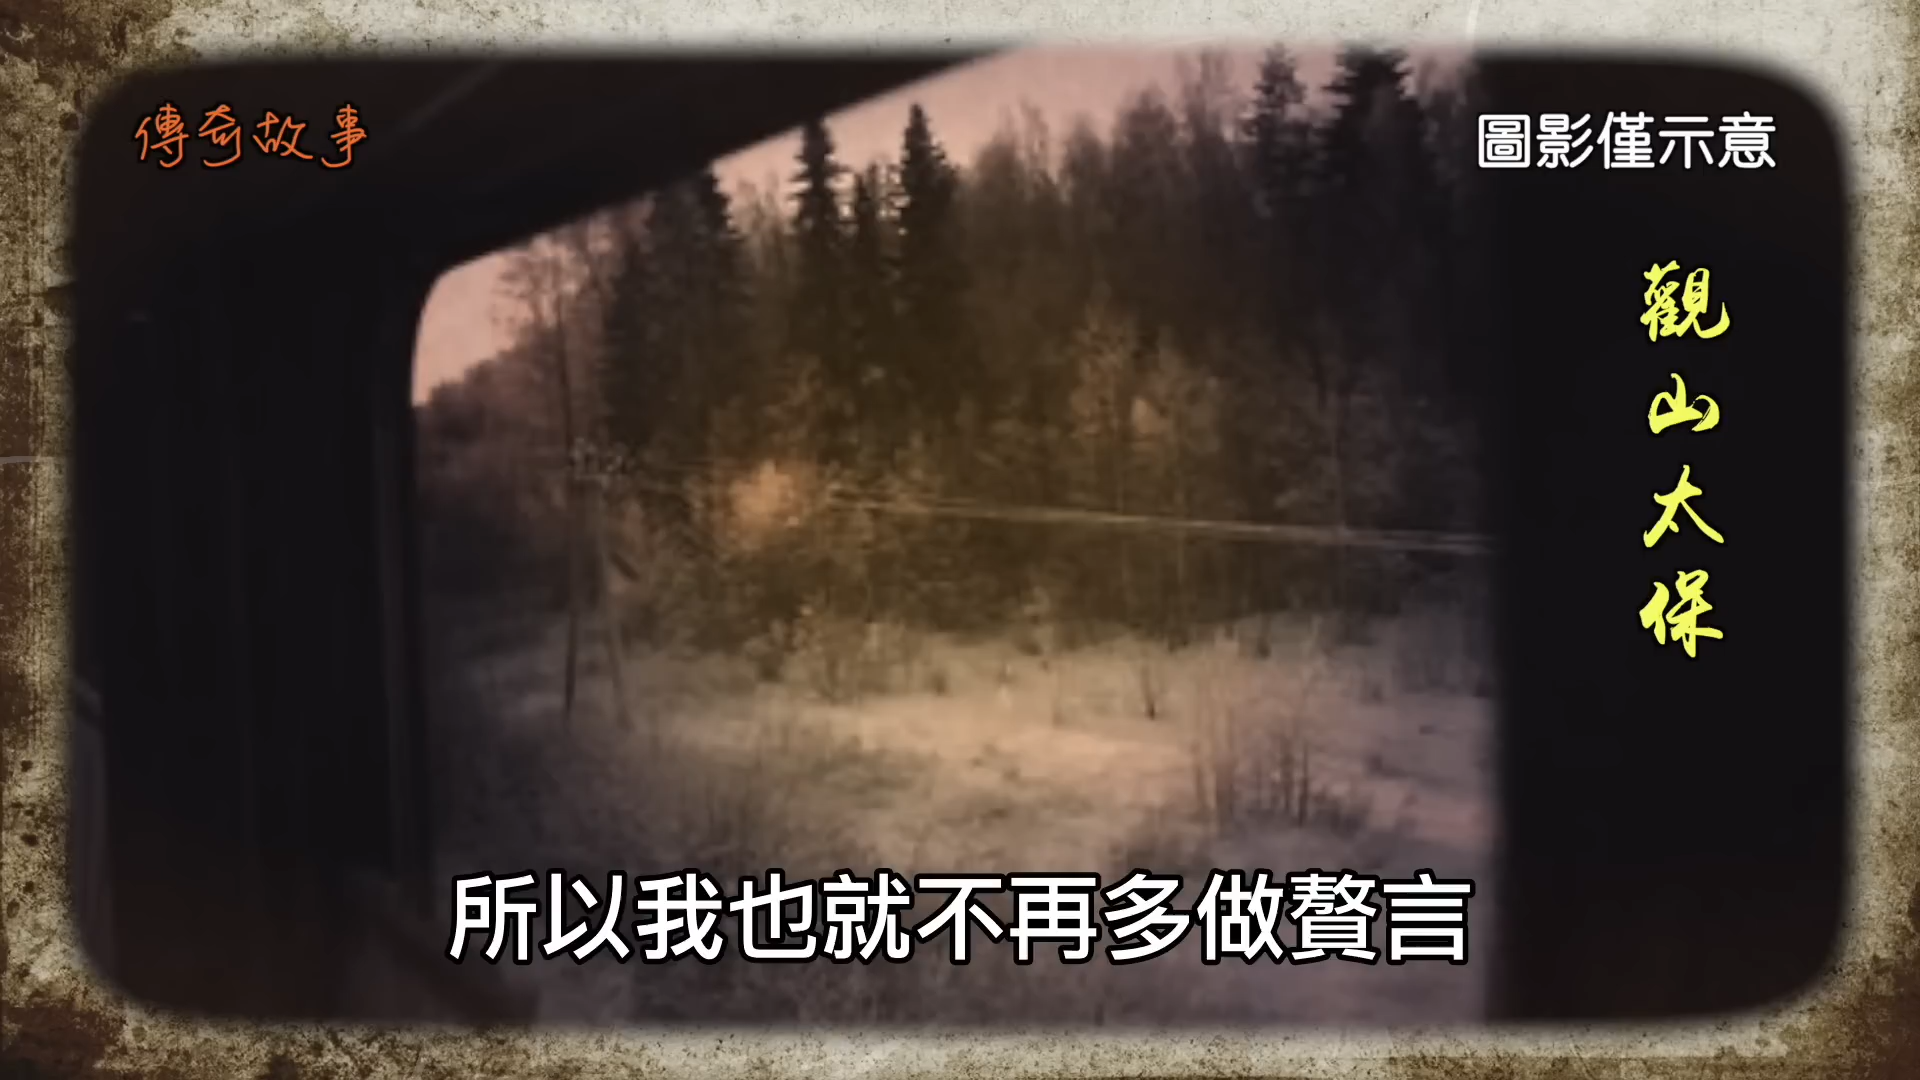 傳奇故事
圖影僅示意
觀山太保
所以我也就不再多做贅言